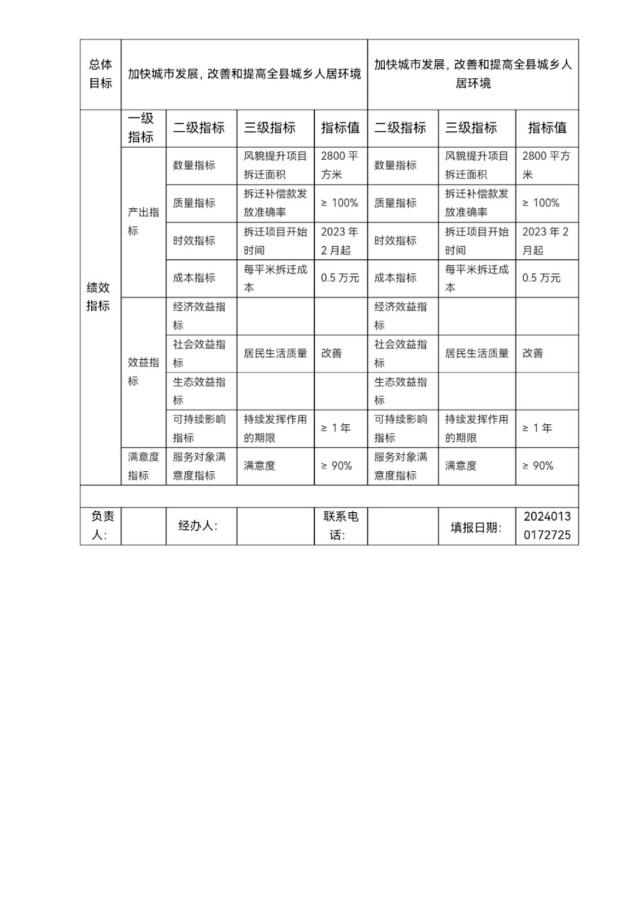 总体
目标
加快城市发展，改善和提高全县城乡人居环境
加快城市发展，改善和提高全县城乡人
居环境
绩效
指标
一级
指标
二级指标
三级指标
指标值
二级指标
三级指标
指标值
产出指
标
数量指标
风貌提升项目
拆迁面积
2800 平
方米
数量指标
风貌提升项目
拆迁面积
2800 平方
米
质量指标
拆迁补偿款发
放准确率
≥ 100%
质量指标
拆迁补偿款发
放准确率
≥ 100%
时效指标
拆迁项目开始
时间
2023 年
2 月起
时效指标
拆迁项目开始
时间
2023 年 2
月起
成本指标
每平米拆迁成
本
0.5 万元
成本指标
每平米拆迁成
本
0.5 万元
效益指
标
经济效益指
标
经济效益指
标
社会效益指
标
居民生活质量
改善
社会效益指
标
居民生活质量
改善
生态效益指
标
生态效益指
标
可持续影响
指标
持续发挥作用
的期限
≥ 1 年
可持续影响
指标
持续发挥作用
的期限
≥ 1 年
满意度
指标
服务对象满
意度指标
满意度
≥ 90%
服务对象满
意度指标
满意度
≥ 90%
负责
人：
经办人：
联系电
话：
填报日期：
2024013
0172725